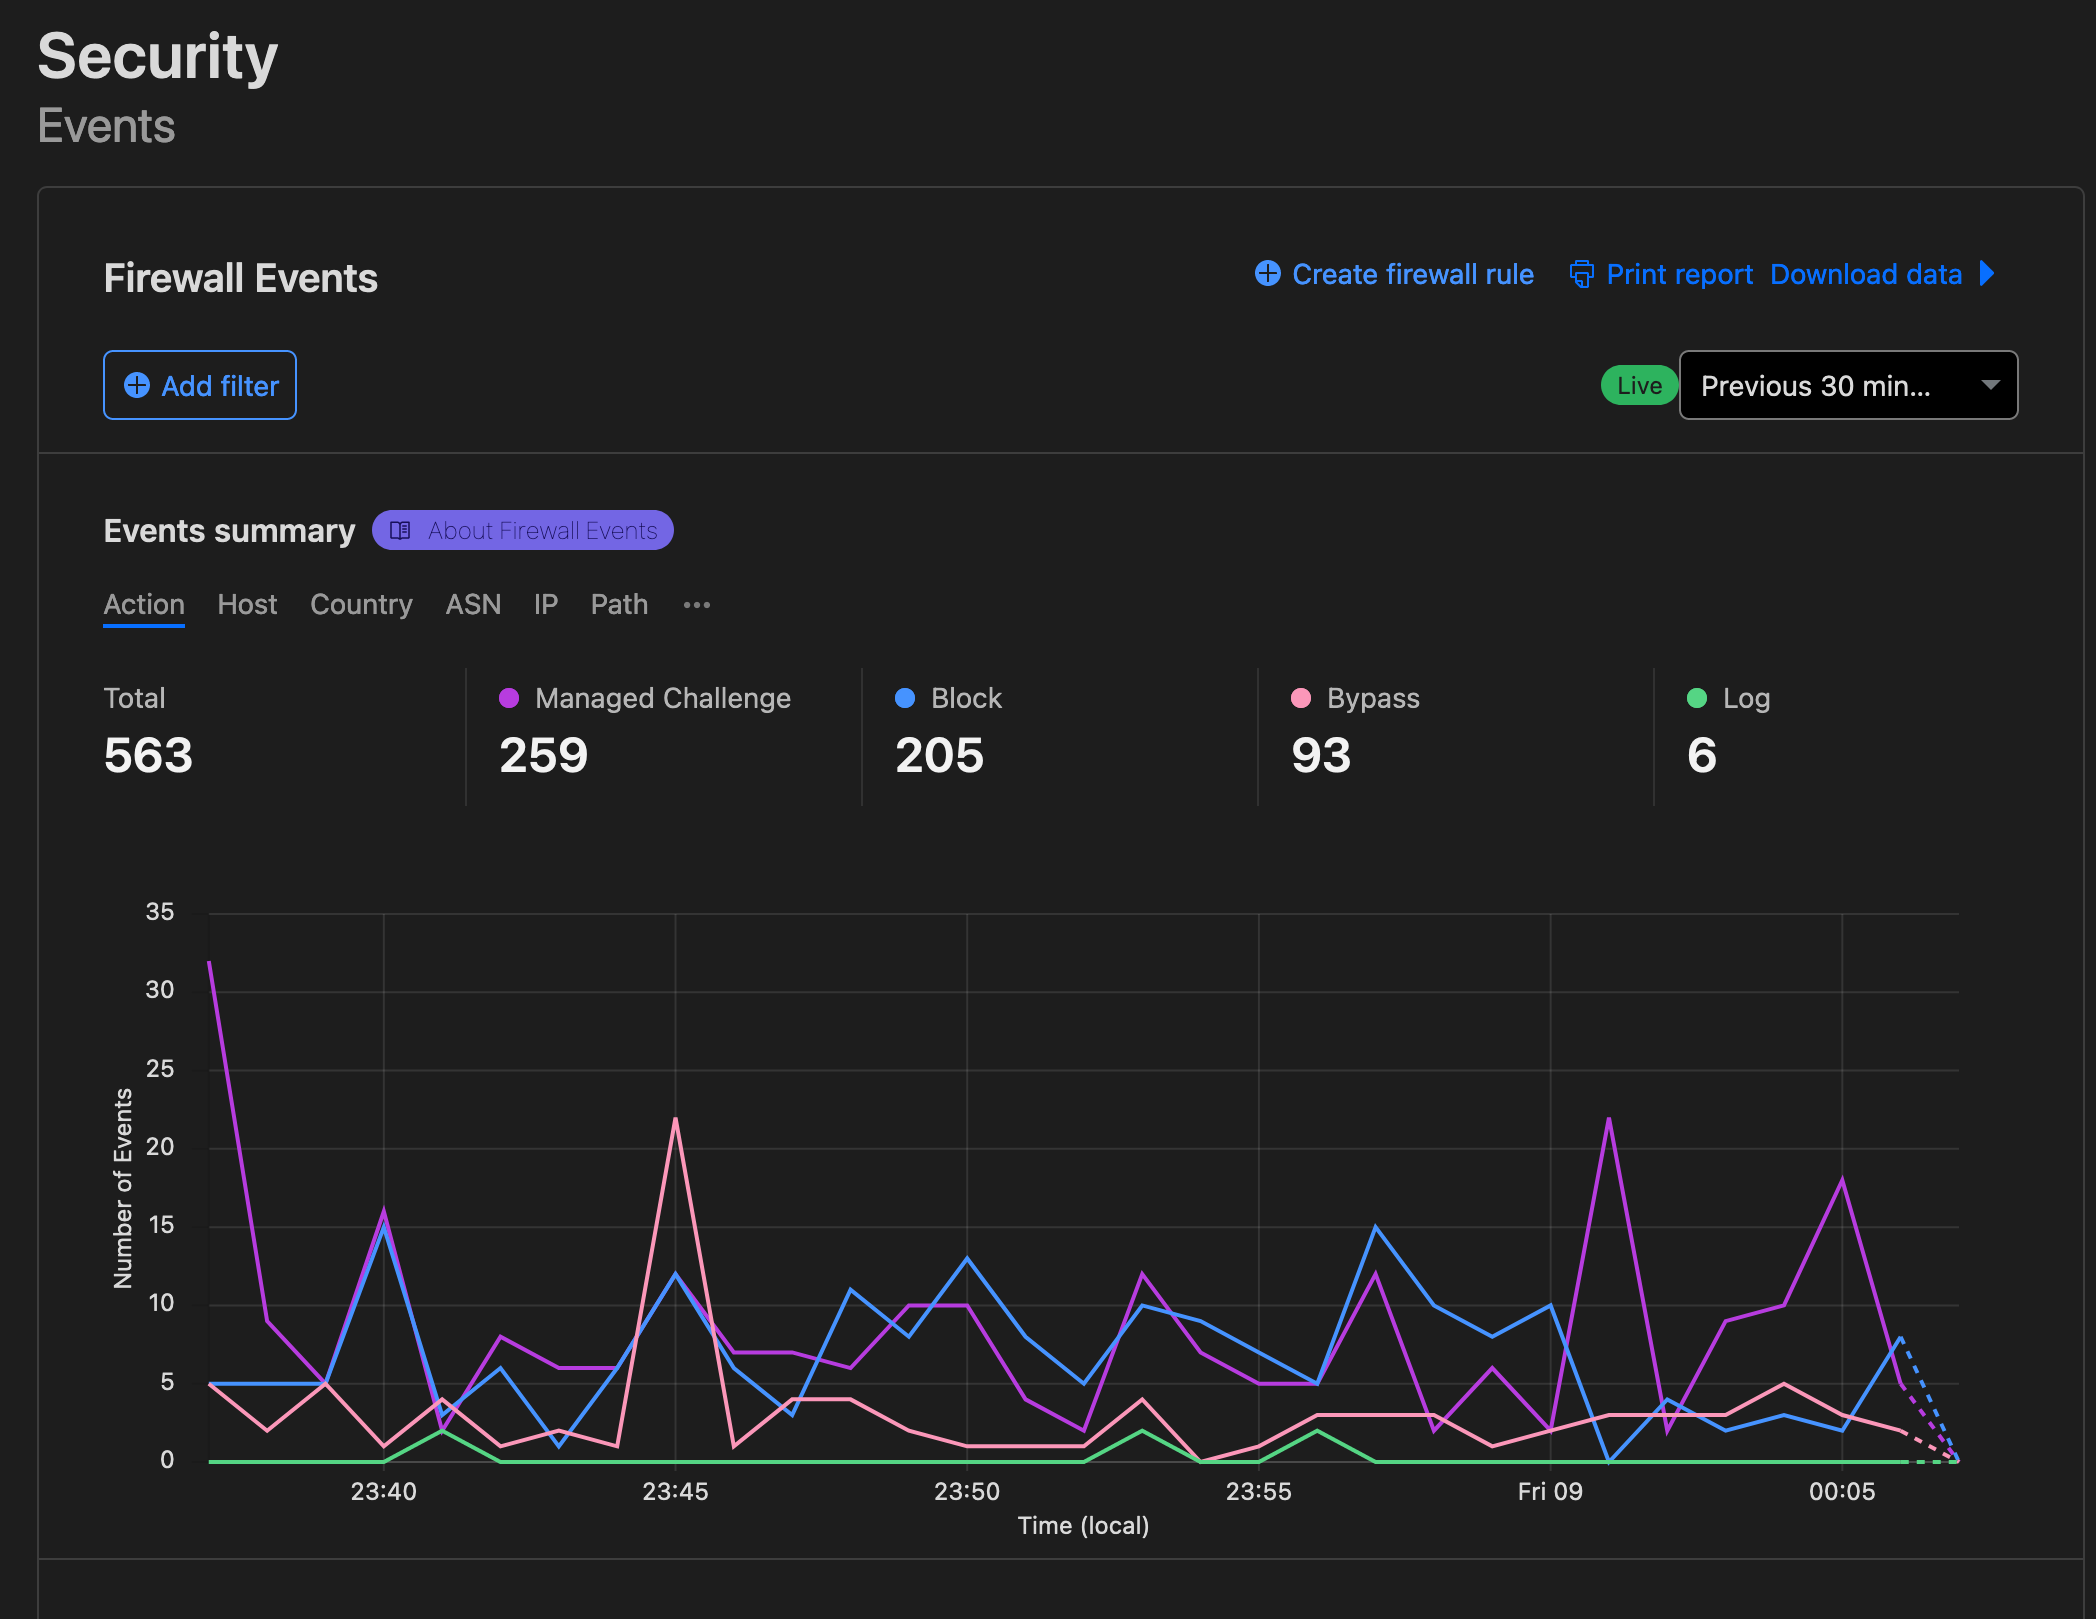 Security
Events
Firewall Events
Create firewall rule
Print report
Download data
Add filter
Live
Previous 30 min...
Events summary
About Firewall Events
Action Host Country ASN IP Path ...
Total
563
Managed Challenge
259
Block
205
Bypass
93
Log
6
35
30
25
20
15
10
5
0
Number of Events
23:40 23:45 23:50 23:55 Fri 09 00:05
Time (local)